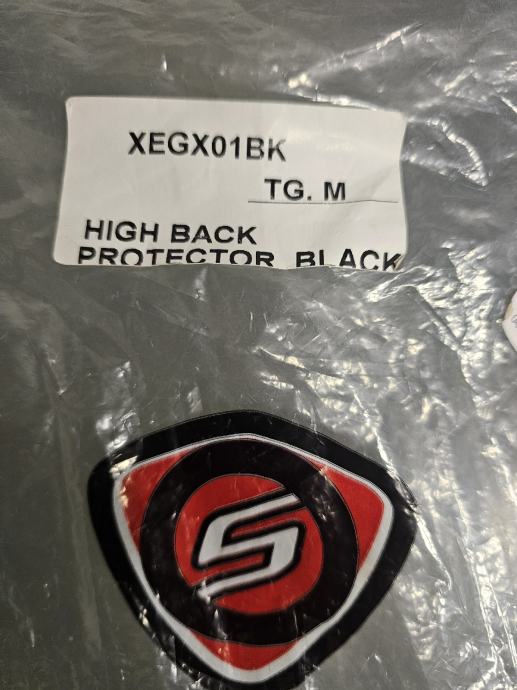 XEGX01BK
TG. M
HIGH BACK
PROTECTOR BLACK
S